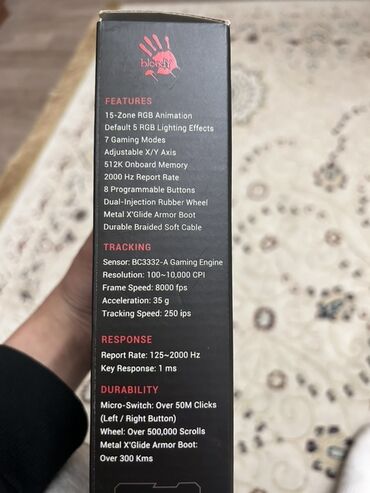 bloody
FEATURES
15-Zone RGB Animation
Default 5 RGB Lighting Effects
7 Gaming Modes
Adjustable X/Y Axis
512K Onboard Memory
2000 Hz Report Rate
8 Programmable Buttons
Dual-Injection Rubber Wheel
Metal X'Glide Armor Boot
Durable Braided Soft Cable
TRACKING
Sensor: BC3332-A Gaming Engine
Resolution: 100~10,000 CPI
Frame Speed: 8000 fps
Acceleration: 35 g
Tracking Speed: 250 ips
RESPONSE
Report Rate: 125~2000 Hz
Key Response: 1 ms
DURABILITY
Micro-Switch: Over 50M Clicks
(Left / Right Button)
Wheel: Over 500,000 Scrolls
Metal X'Glide Armor Boot:
Over 300 Kms